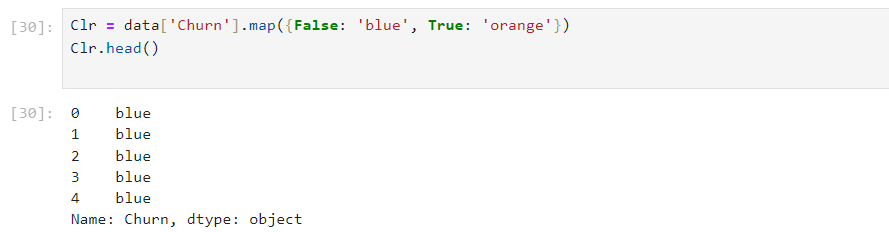 [30]: Clr = data['Churn'].map({False: 'blue', True: 'orange'})
Clr.head()
[30]: 0    blue
1    blue
2    blue
3    blue
4    blue
Name: Churn, dtype: object